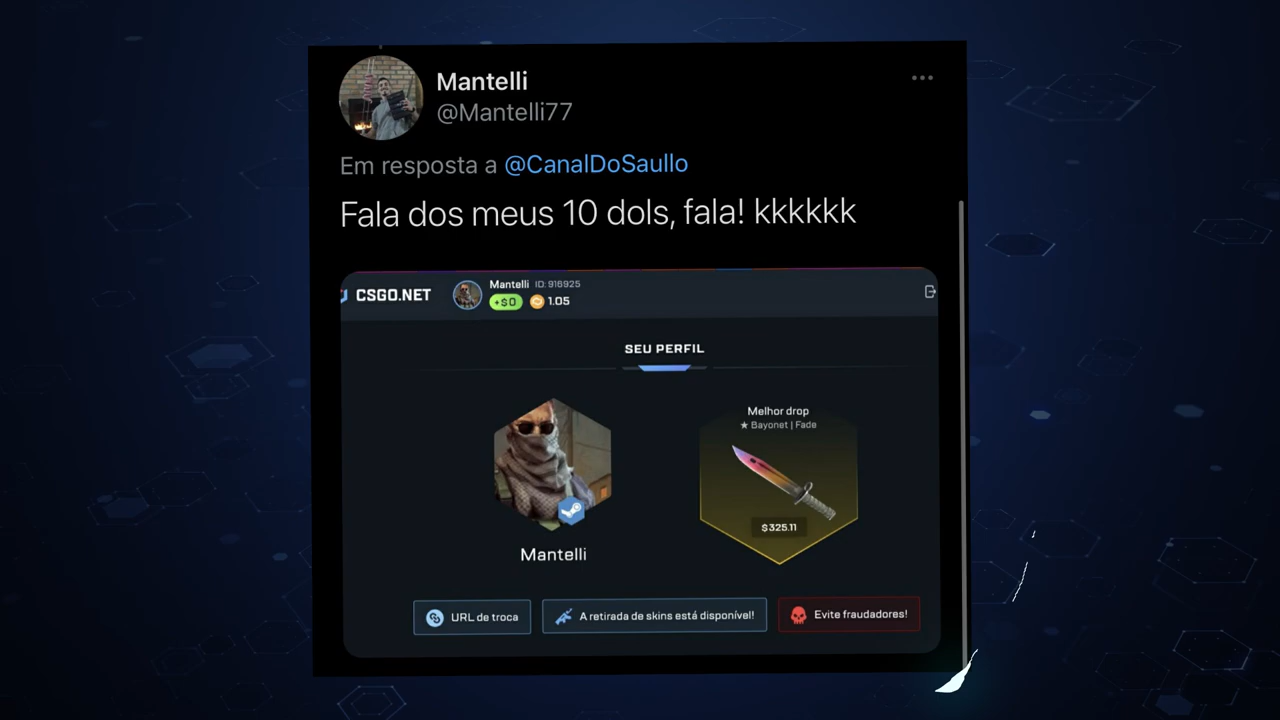 Mantelli
@Mantelli77
Em resposta a @CanalDoSaullo
Fala dos meus 10 dols, fala! kkkkkk
CSGO.NET
Mantelli ID: 916925
+$0 1.05
SEU PERFIL
Melhor drop
★ Bayonet | Fade
$325.11
Mantelli
URL de troca
A retirada de skins está disponível!
Evite fraudadores!